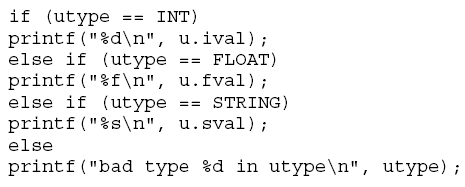 if (utype == INT)
printf("%d\n", u.ival);
else if (utype == FLOAT)
printf("%f\n", u.fval);
else if (utype == STRING)
printf("%s\n", u.sval);
else
printf("bad type %d in utype\n", utype);